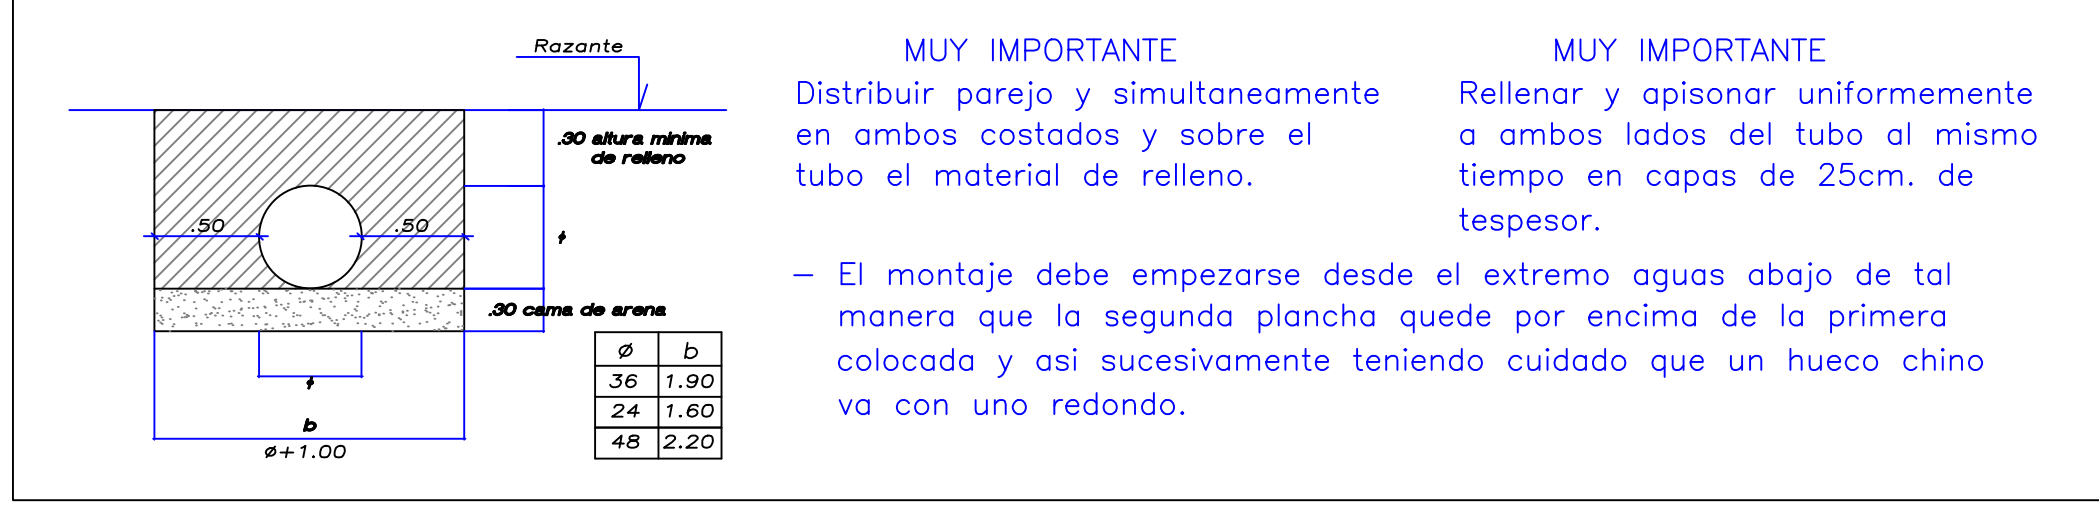 Razante
.30 altura minima
de relleno
.50
.50
ø
.30 cama de arena
ø
b
ø+1.00
ø b
36 1.90
24 1.60
48 2.20
MUY IMPORTANTE
Distribuir parejo y simultaneamente
en ambos costados y sobre el
tubo el material de relleno.
MUY IMPORTANTE
Rellenar y apisonar uniformemente
a ambos lados del tubo al mismo
tiempo en capas de 25cm. de
tespesor.
– El montaje debe empezarse desde el extremo aguas abajo de tal
manera que la segunda plancha quede por encima de la primera
colocada y asi sucesivamente teniendo cuidado que un hueco chino
va con uno redondo.